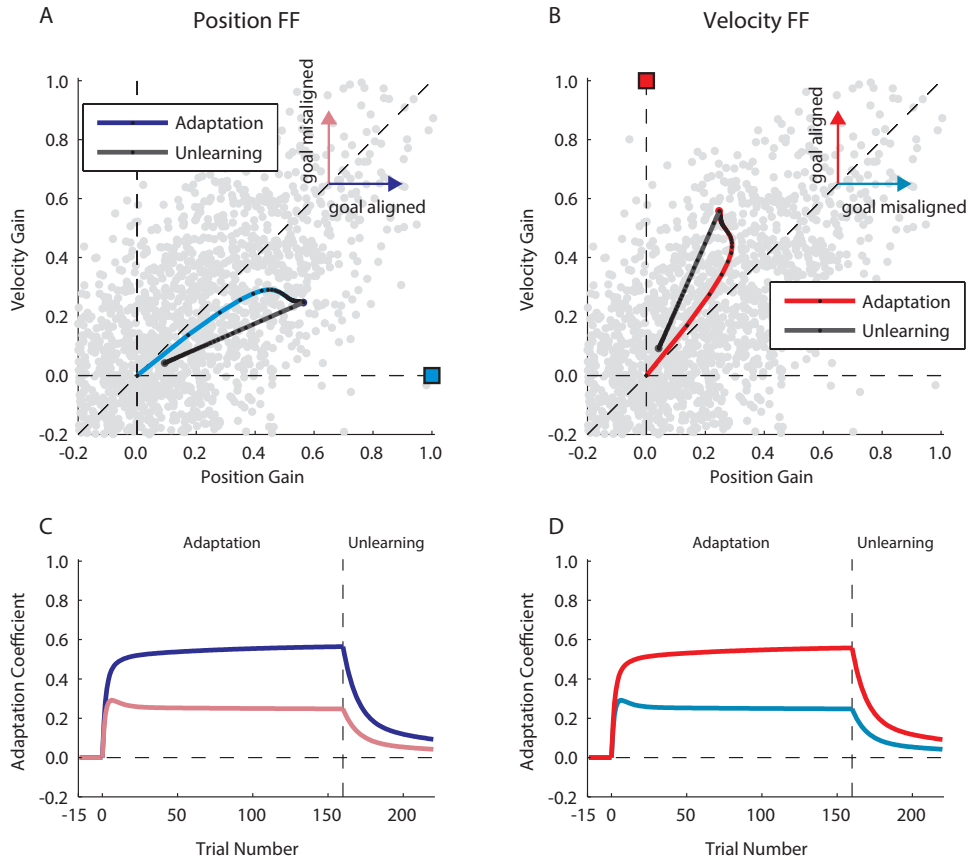 A
Position FF
1.0
0.8
0.6
0.4
0.2
0.0
-0.2
Velocity Gain
Adaptation
Unlearning
goal misaligned
goal aligned
-0.2
0.0
0.2
0.4
0.6
0.8
1.0
Position Gain
B
Velocity FF
1.0
0.8
0.6
0.4
0.2
0.0
-0.2
Velocity Gain
goal aligned
goal misaligned
Adaptation
Unlearning
-0.2
0.0
0.2
0.4
0.6
0.8
1.0
Position Gain
C
Adaptation
Unlearning
1.0
0.8
0.6
0.4
0.2
0.0
-0.2
Adaptation Coefficient
-15
0
50
100
150
200
Trial Number
D
Adaptation
Unlearning
1.0
0.8
0.6
0.4
0.2
0.0
-0.2
Adaptation Coefficient
-15
0
50
100
150
200
Trial Number